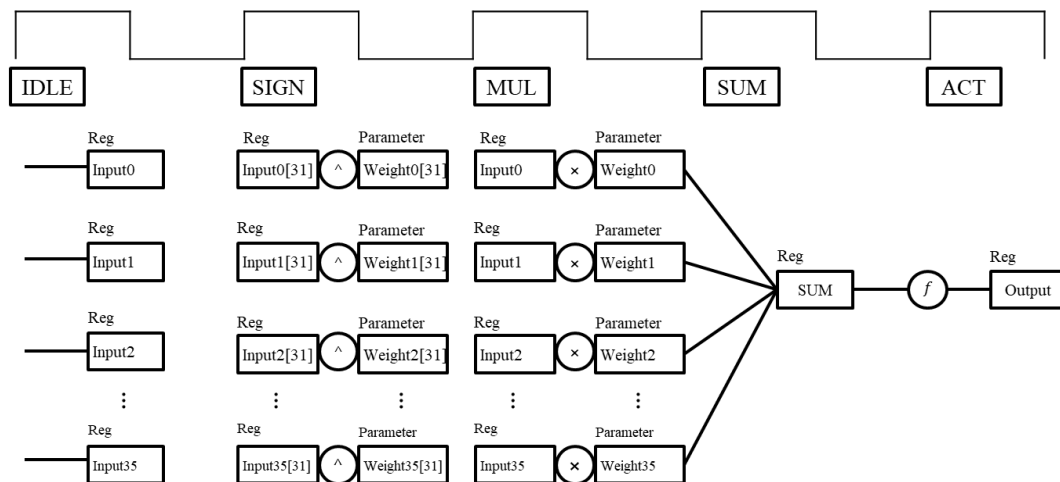 IDLE SIGN MUL SUM ACT
Reg Reg Parameter Reg Parameter
Input0 Input0[31] ^ Weight0[31] Input0 × Weight0
Reg Reg Parameter Reg Parameter
Input1 Input1[31] ^ Weight1[31] Input1 × Weight1
Reg Reg
SUM f Output
Reg Reg Parameter Reg Parameter
Input2 Input2[31] ^ Weight2[31] Input2 × Weight2
⋮ ⋮ ⋮ ⋮ ⋮
Reg Reg Parameter Reg Parameter
Input35 Input35[31] ^ Weight35[31] Input35 × Weight35